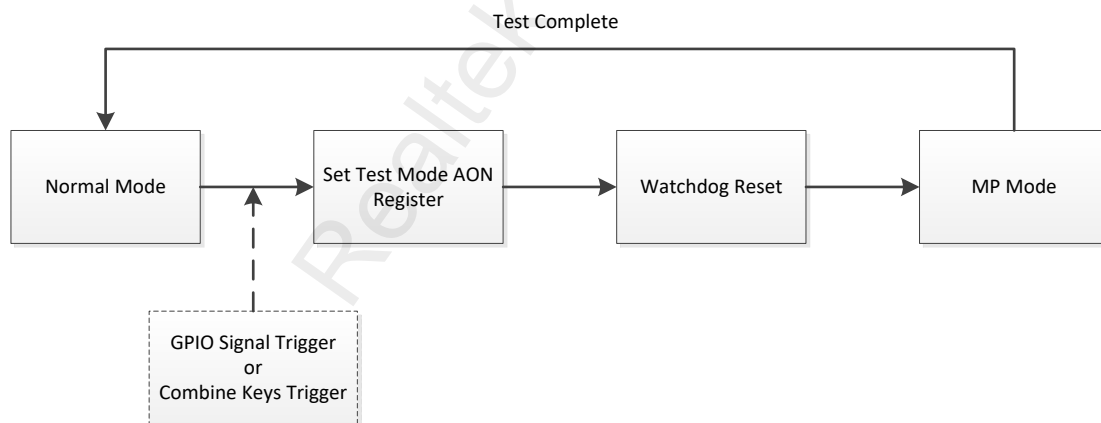 Test Complete
Normal Mode
Set Test Mode AON
Register
Watchdog Reset
MP Mode
GPIO Signal Trigger
or
Combine Keys Trigger
Realtek